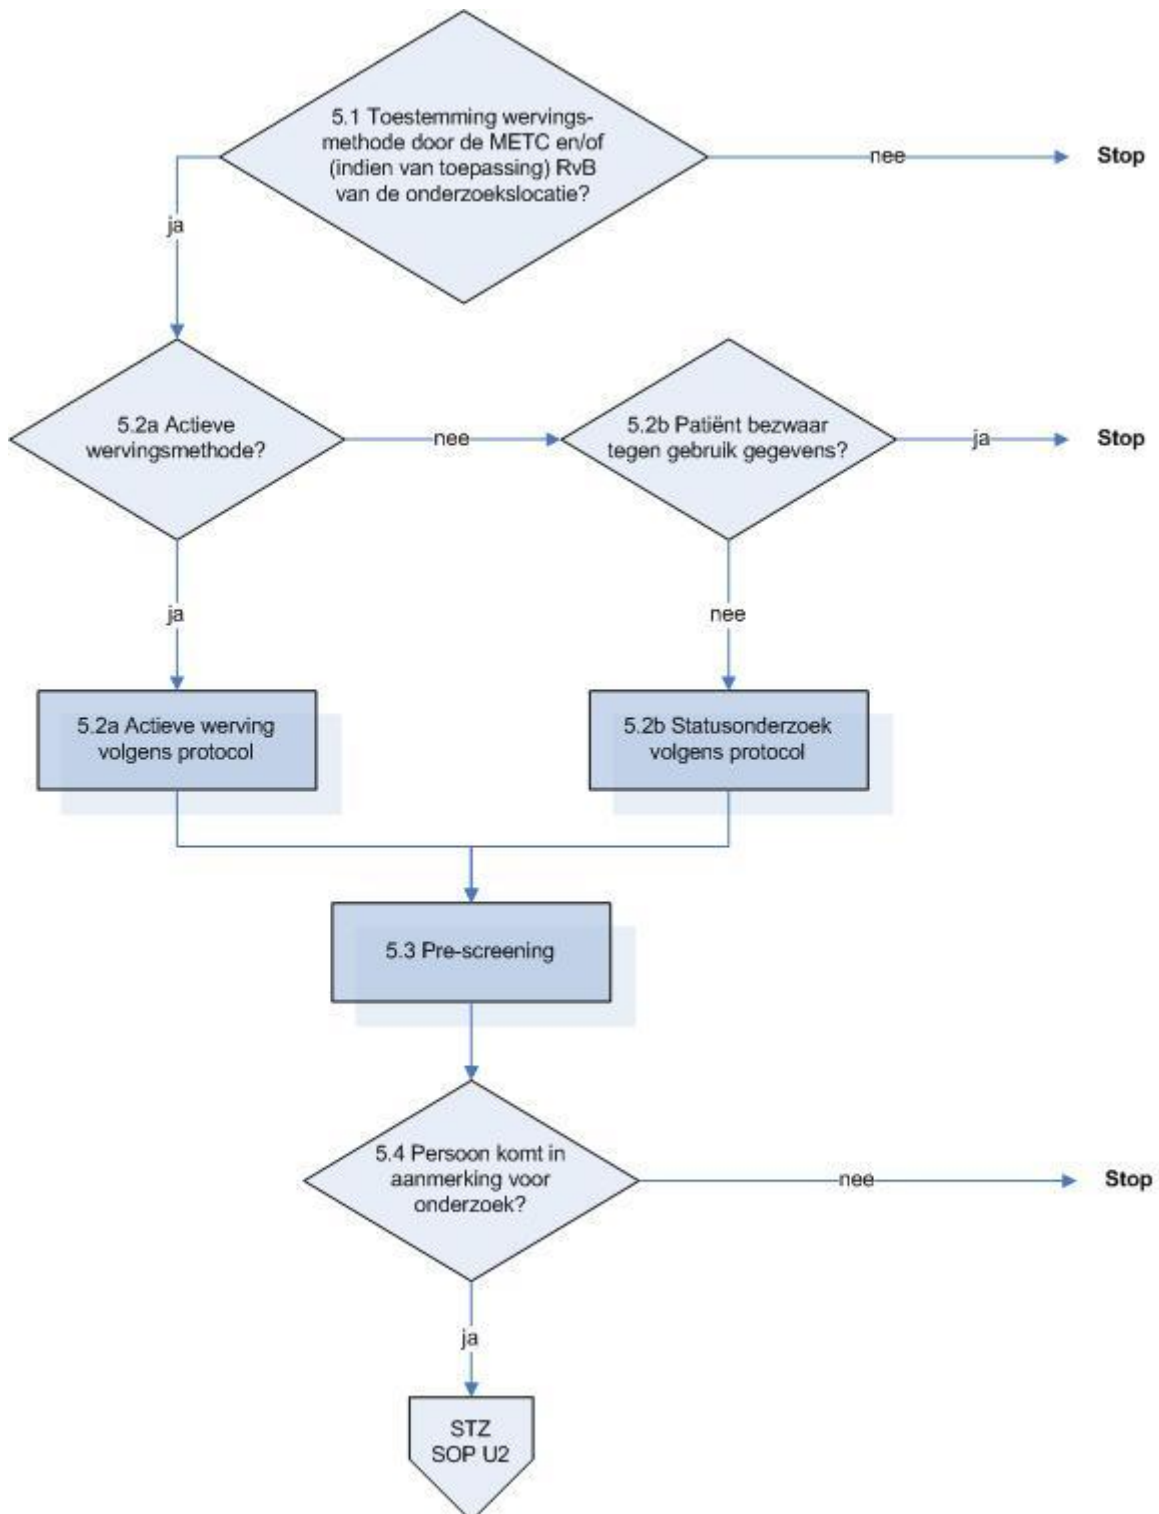 5.1 Toestemming wervings-
methode door de METC en/of
(indien van toepassing) RvB
van de onderzoekslocatie?
nee
Stop
ja
5.2a Actieve
wervingsmethode?
nee
5.2b Patiënt bezwaar
tegen gebruik gegevens?
ja
Stop
ja
nee
5.2a Actieve werving
volgens protocol
5.2b Statusonderzoek
volgens protocol
5.3 Pre-screening
5.4 Persoon komt in
aanmerking voor
onderzoek?
nee
Stop
ja
STZ
SOP U2